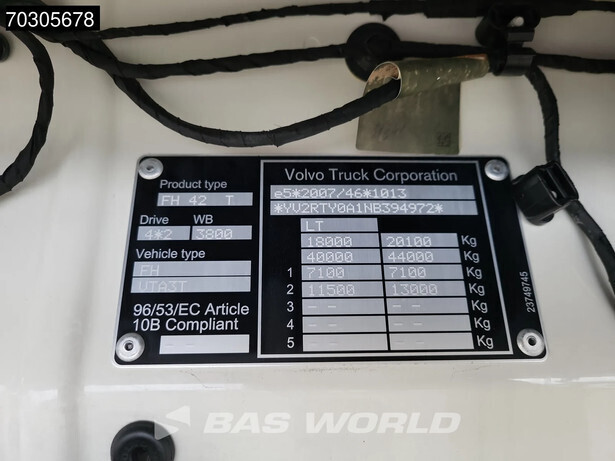 70305678
Volvo Truck Corporation
e5*2007/46*1013
*YV2RTY0A1NB394972*
Product type
FH 42 T
Drive WB
4*2 3800
Vehicle type
FH
VTA3T
96/53/EC Article
10B Compliant
-- --
LT
18000 20100 Kg
40000 44000 Kg
1 7100 7100 Kg
2 11500 13000 Kg
3 -- -- Kg
4 -- -- Kg
5 -- -- Kg
23749745
BAS WORLD